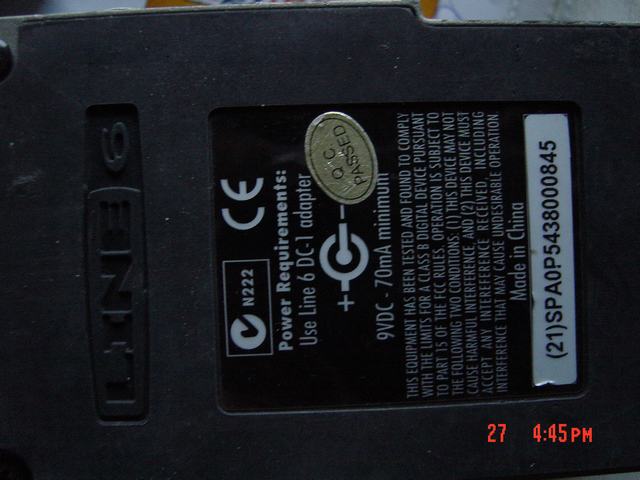 LINE 6
CE
N222
Power Requirements:
Use Line 6 DC-1 adapter
Q.C.
PASSED
+ -
9VDC - 70mA minimum
THIS EQUIPMENT HAS BEEN TESTED AND FOUND TO COMPLY
WITH THE LIMITS FOR A CLASS B DIGITAL DEVICE PURSUANT
TO PART 15 OF THE FCC RULES. OPERATION IS SUBJECT TO
THE FOLLOWING TWO CONDITIONS: (1) THIS DEVICE MAY NOT
CAUSE HARMFUL INTERFERENCE, AND (2) THIS DEVICE MUST
ACCEPT ANY INTERFERENCE RECEIVED, INCLUDING
INTERFERENCE THAT MAY CAUSE UNDESIRABLE OPERATION.
Made in China
(21)SPA0P5438000845
27 4:45PM